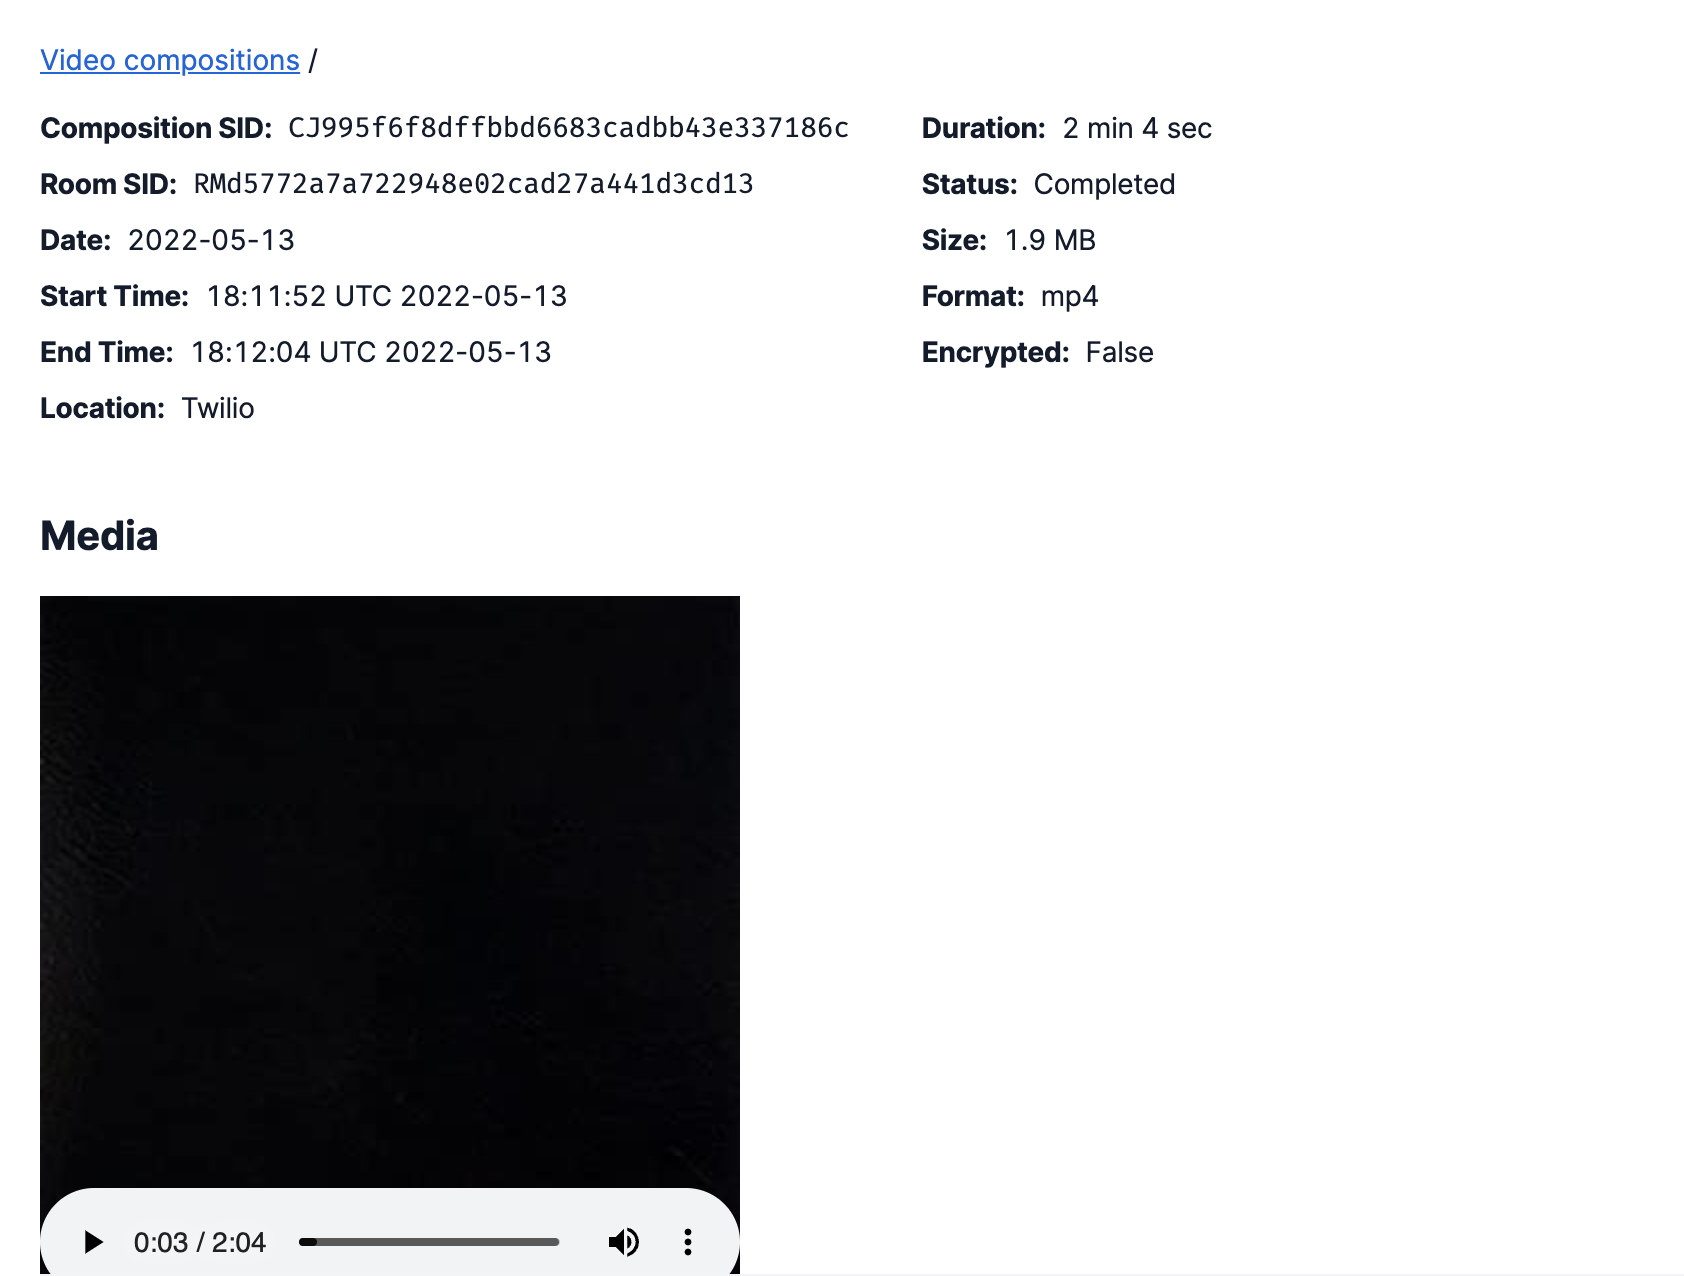 Video compositions /
Composition SID: CJ995f6f8dffbbd6683cadbb43e337186c
Room SID: RMd5772a7a722948e02cad27a441d3cd13
Date: 2022-05-13
Start Time: 18:11:52 UTC 2022-05-13
End Time: 18:12:04 UTC 2022-05-13
Location: Twilio
Duration: 2 min 4 sec
Status: Completed
Size: 1.9 MB
Format: mp4
Encrypted: False
Media
0:03 / 2:04